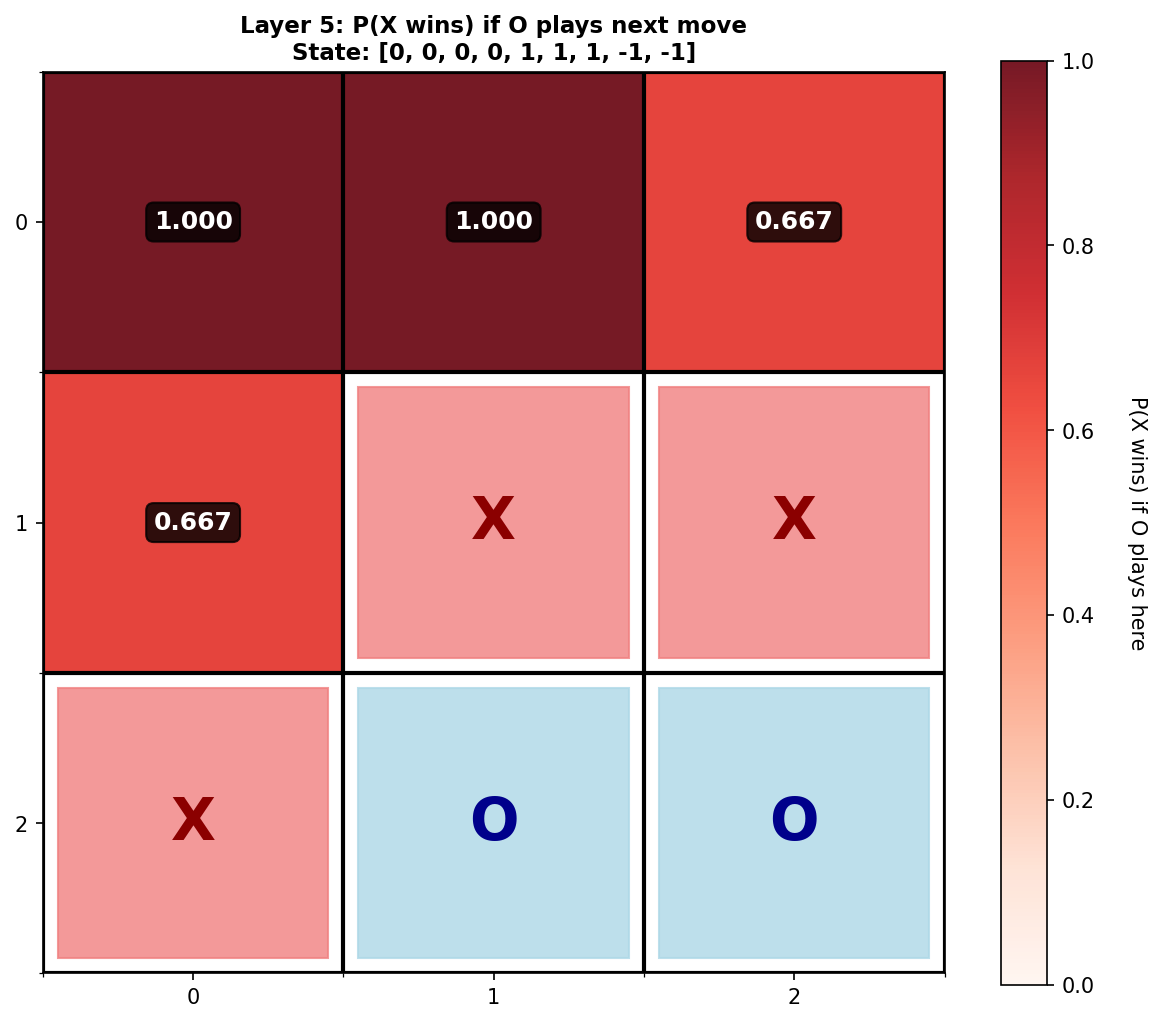 Layer 5: P(X wins) if O plays next move
State: [0, 0, 0, 0, 1, 1, 1, -1, -1]
0
1.000
1.000
0.667
1
0.667
X
X
2
X
O
O
0
1
2
1.0
0.8
0.6
0.4
0.2
0.0
P(X wins) if O plays here